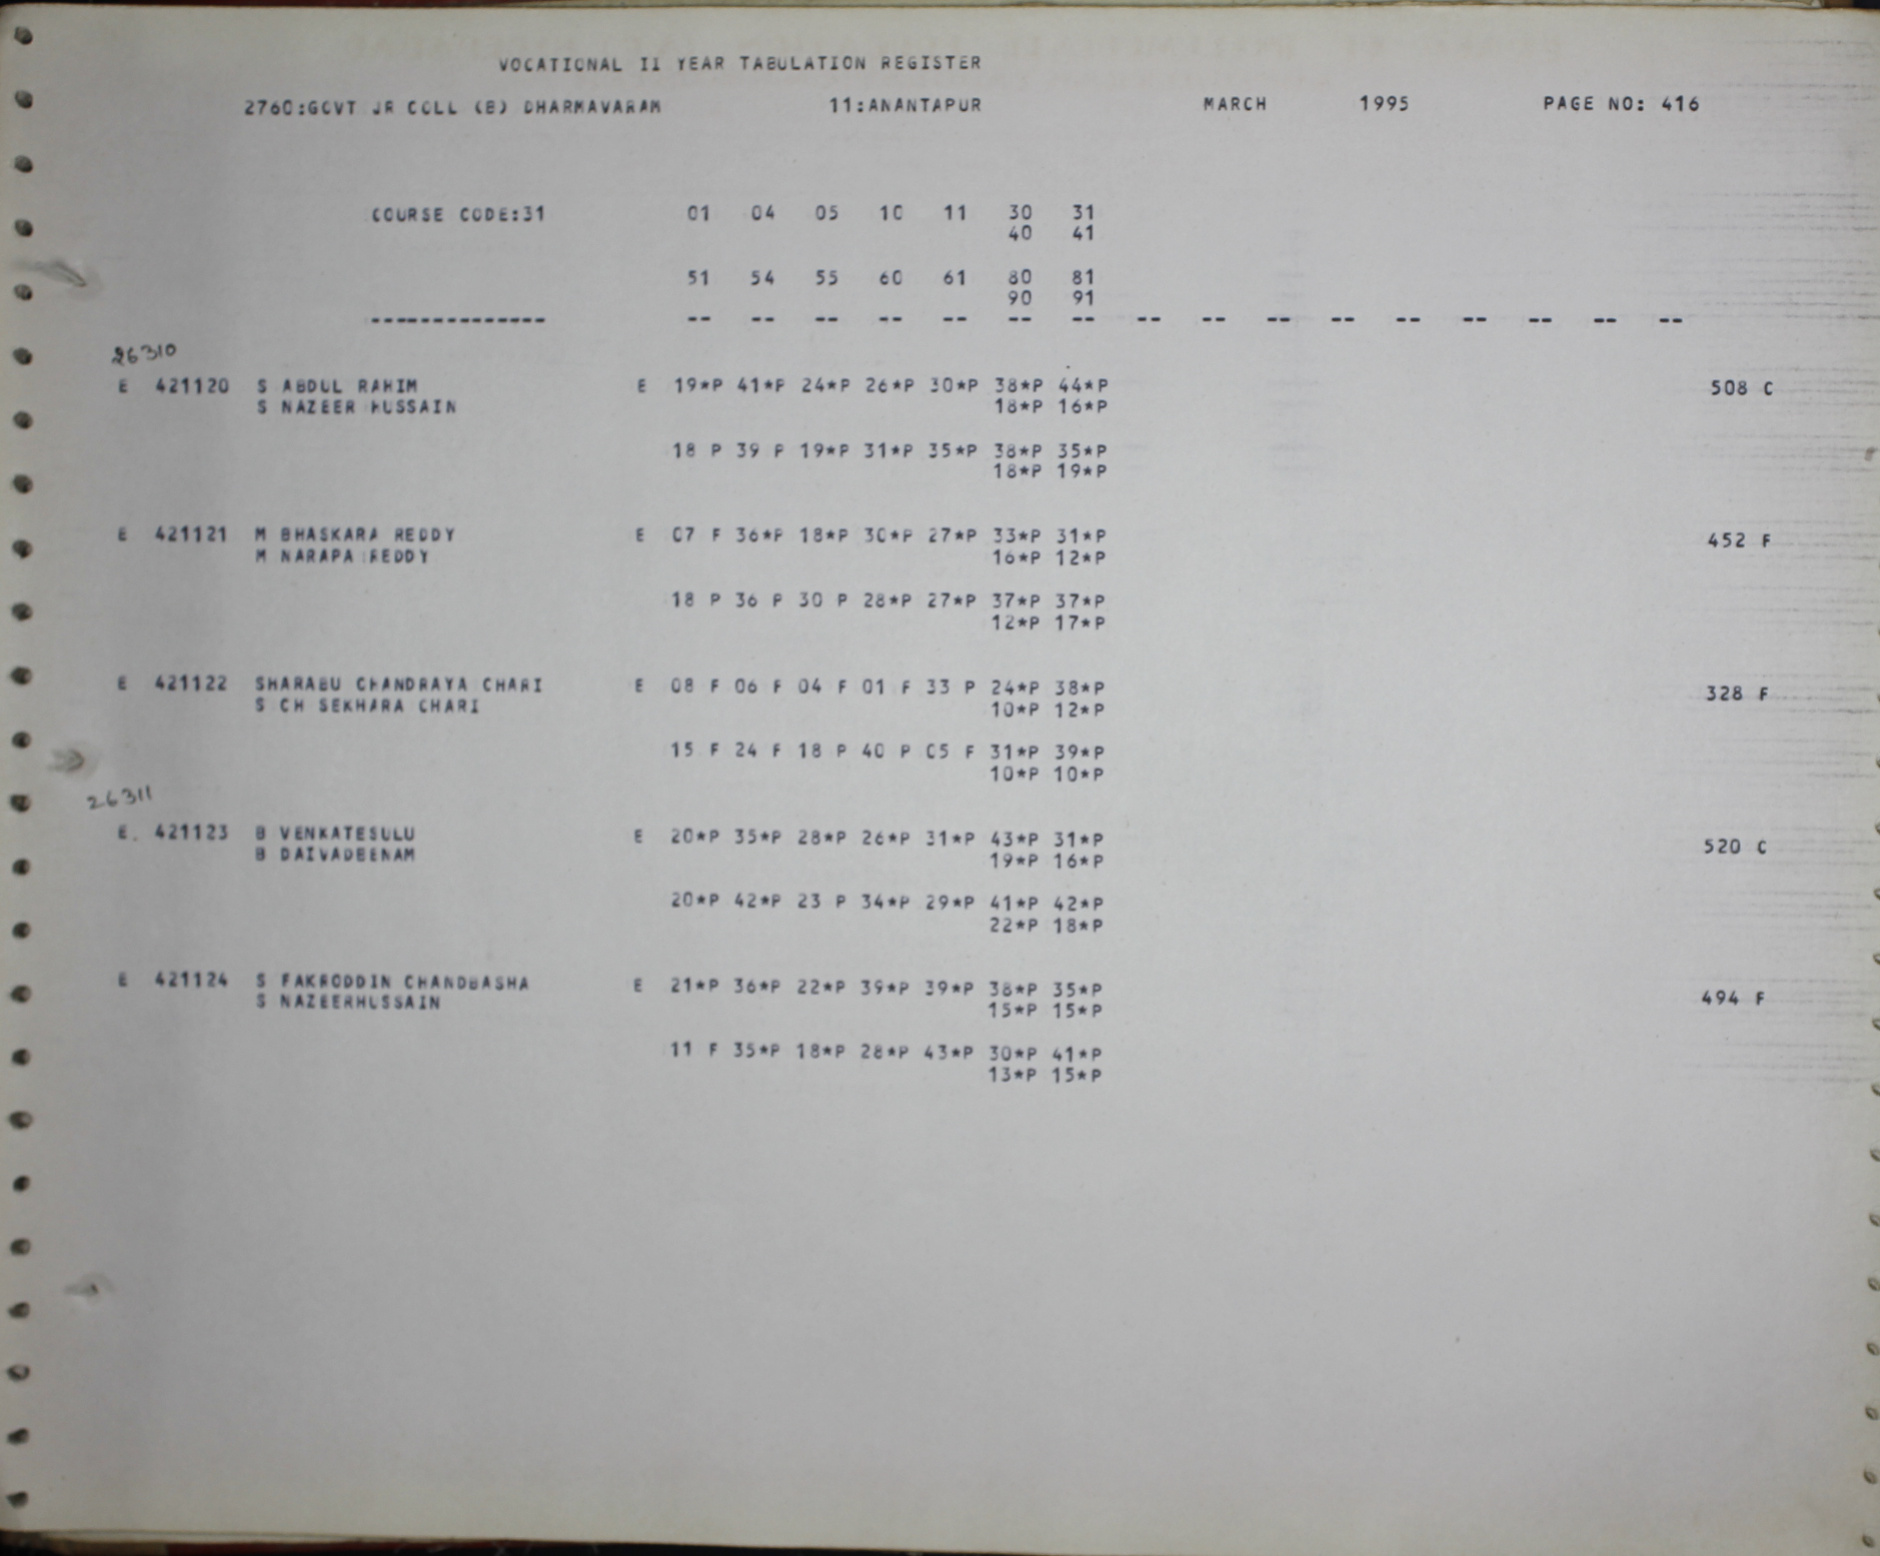 VOCATIONAL II YEAR TABULATION REGISTER
2760:GOVT JR COLL (B) DHARMAVARAM 11:ANANTAPUR MARCH 1995 PAGE NO: 416
COURSE CODE:31 01 04 05 10 11 30 31
40 41
51 54 55 60 61 80 81
90 91
-------------- -- -- -- -- -- -- -- -- -- -- -- -- -- -- -- --
26310
E 421120 S ABDUL RAHIM E 19*P 41*P 24*P 26*P 30*P 38*P 44*P 508 C
S NAZEER HUSSAIN 18*P 16*P
18 P 39 P 19*P 31*P 35*P 38*P 35*P
18*P 19*P
E 421121 M BHASKARA REDDY E 07 F 36*P 18*P 30*P 27*P 33*P 31*P 452 F
M NARAPA REDDY 16*P 12*P
18 P 36 P 30 P 28*P 27*P 37*P 37*P
12*P 17*P
E 421122 SHARABU CHANDRAYA CHARI E 08 F 06 F 04 F 01 F 33 P 24*P 38*P 328 F
S CH SEKHARA CHARI 10*P 12*P
15 F 24 F 18 P 40 P 05 F 31*P 39*P
10*P 10*P
26311
E. 421123 B VENKATESULU E 20*P 35*P 28*P 26*P 31*P 43*P 31*P 520 C
B DAIVADEENAM 19*P 16*P
20*P 42*P 23 P 34*P 29*P 41*P 42*P
22*P 18*P
E 421124 S FAKRODDIN CHANDBASHA E 21*P 36*P 22*P 39*P 39*P 38*P 35*P 494 F
S NAZEERHUSSAIN 15*P 15*P
11 F 35*P 18*P 28*P 43*P 30*P 41*P
13*P 15*P